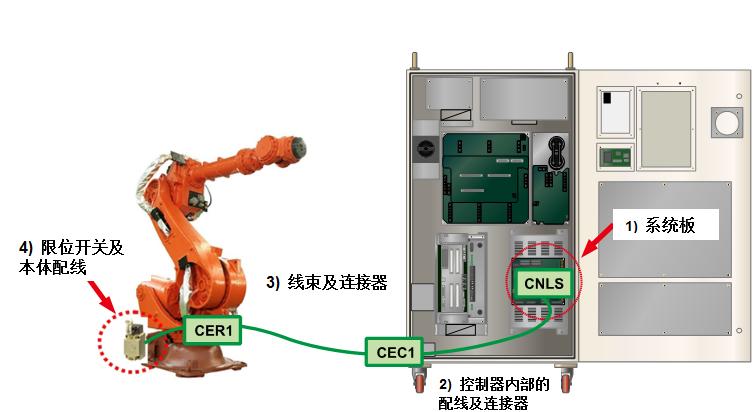 1) 系统板
4) 限位开关及
本体配线
3) 线束及连接器
CNLS
CER1
CEC1
2) 控制器内部的
配线及连接器